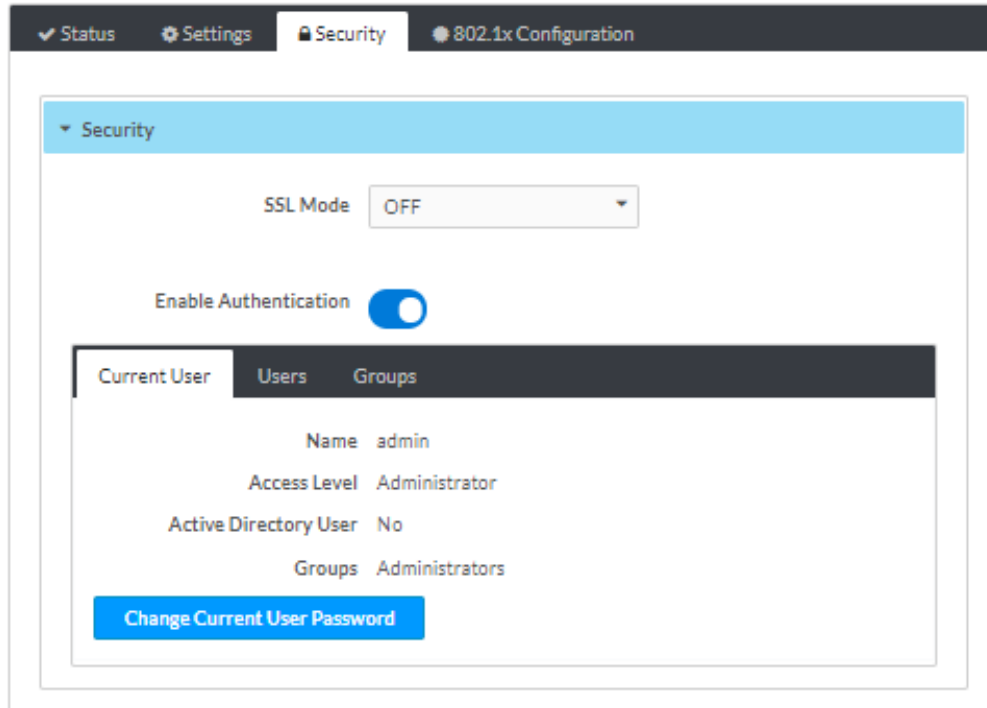 Status Settings Security 802.1x Configuration
Security
SSL Mode OFF
Enable Authentication
Current User Users Groups
Name admin
Access Level Administrator
Active Directory User No
Groups Administrators
Change Current User Password